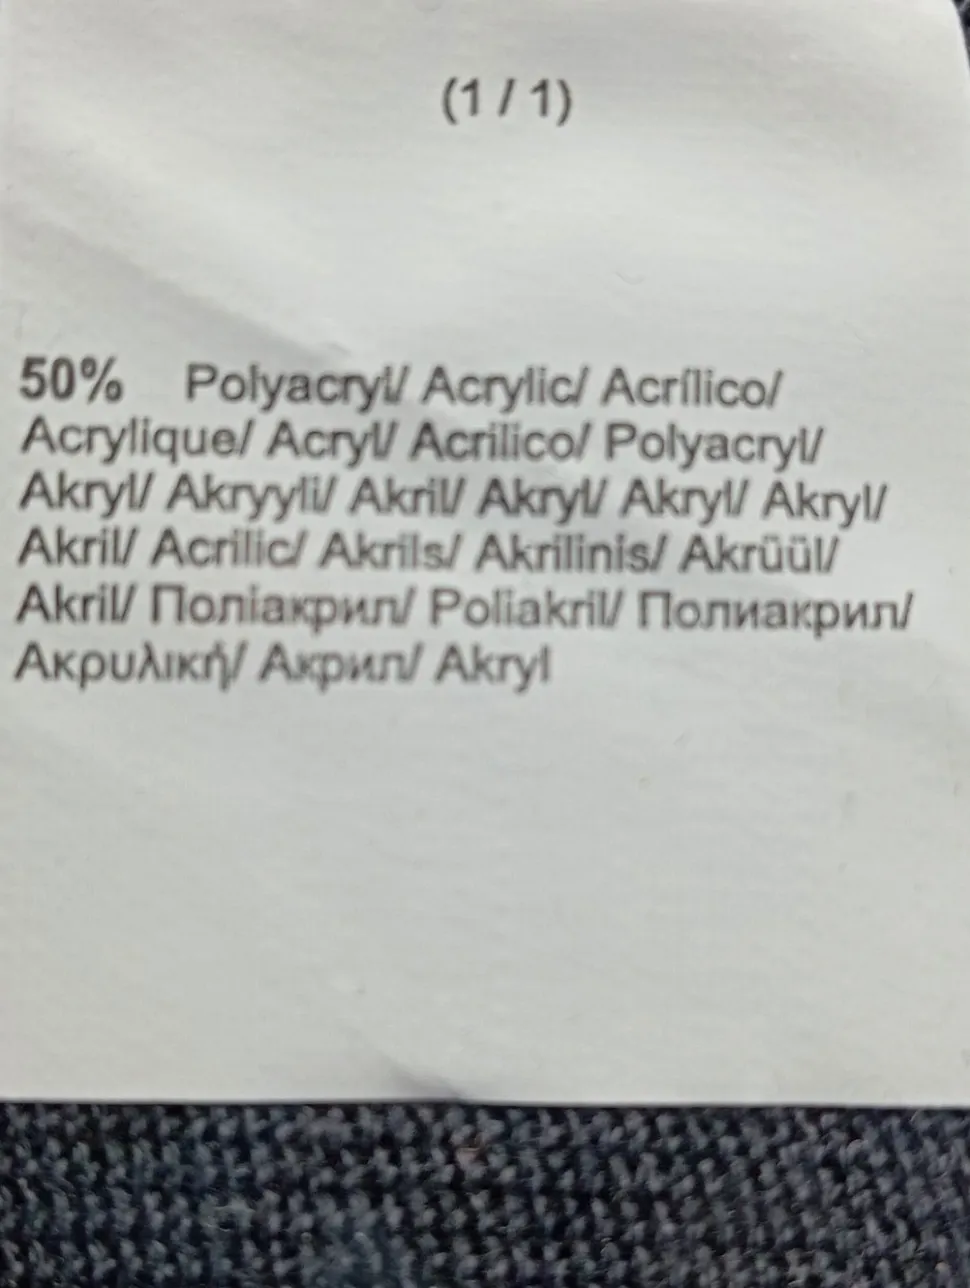 (1 / 1)
50% Polyacryl/ Acrylic/ Acrílico/
Acrylique/ Acryl/ Acrilico/ Polyacryl/
Akryl/ Akryyli/ Akril/ Akryl/ Akryl/ Akryl/
Akril/ Acrilic/ Akrils/ Akrilinis/ Akrüül/
Akril/ Поліакрил/ Poliakril/ Полиакрил/
Ακρυλική/ Акрил/ Akryl